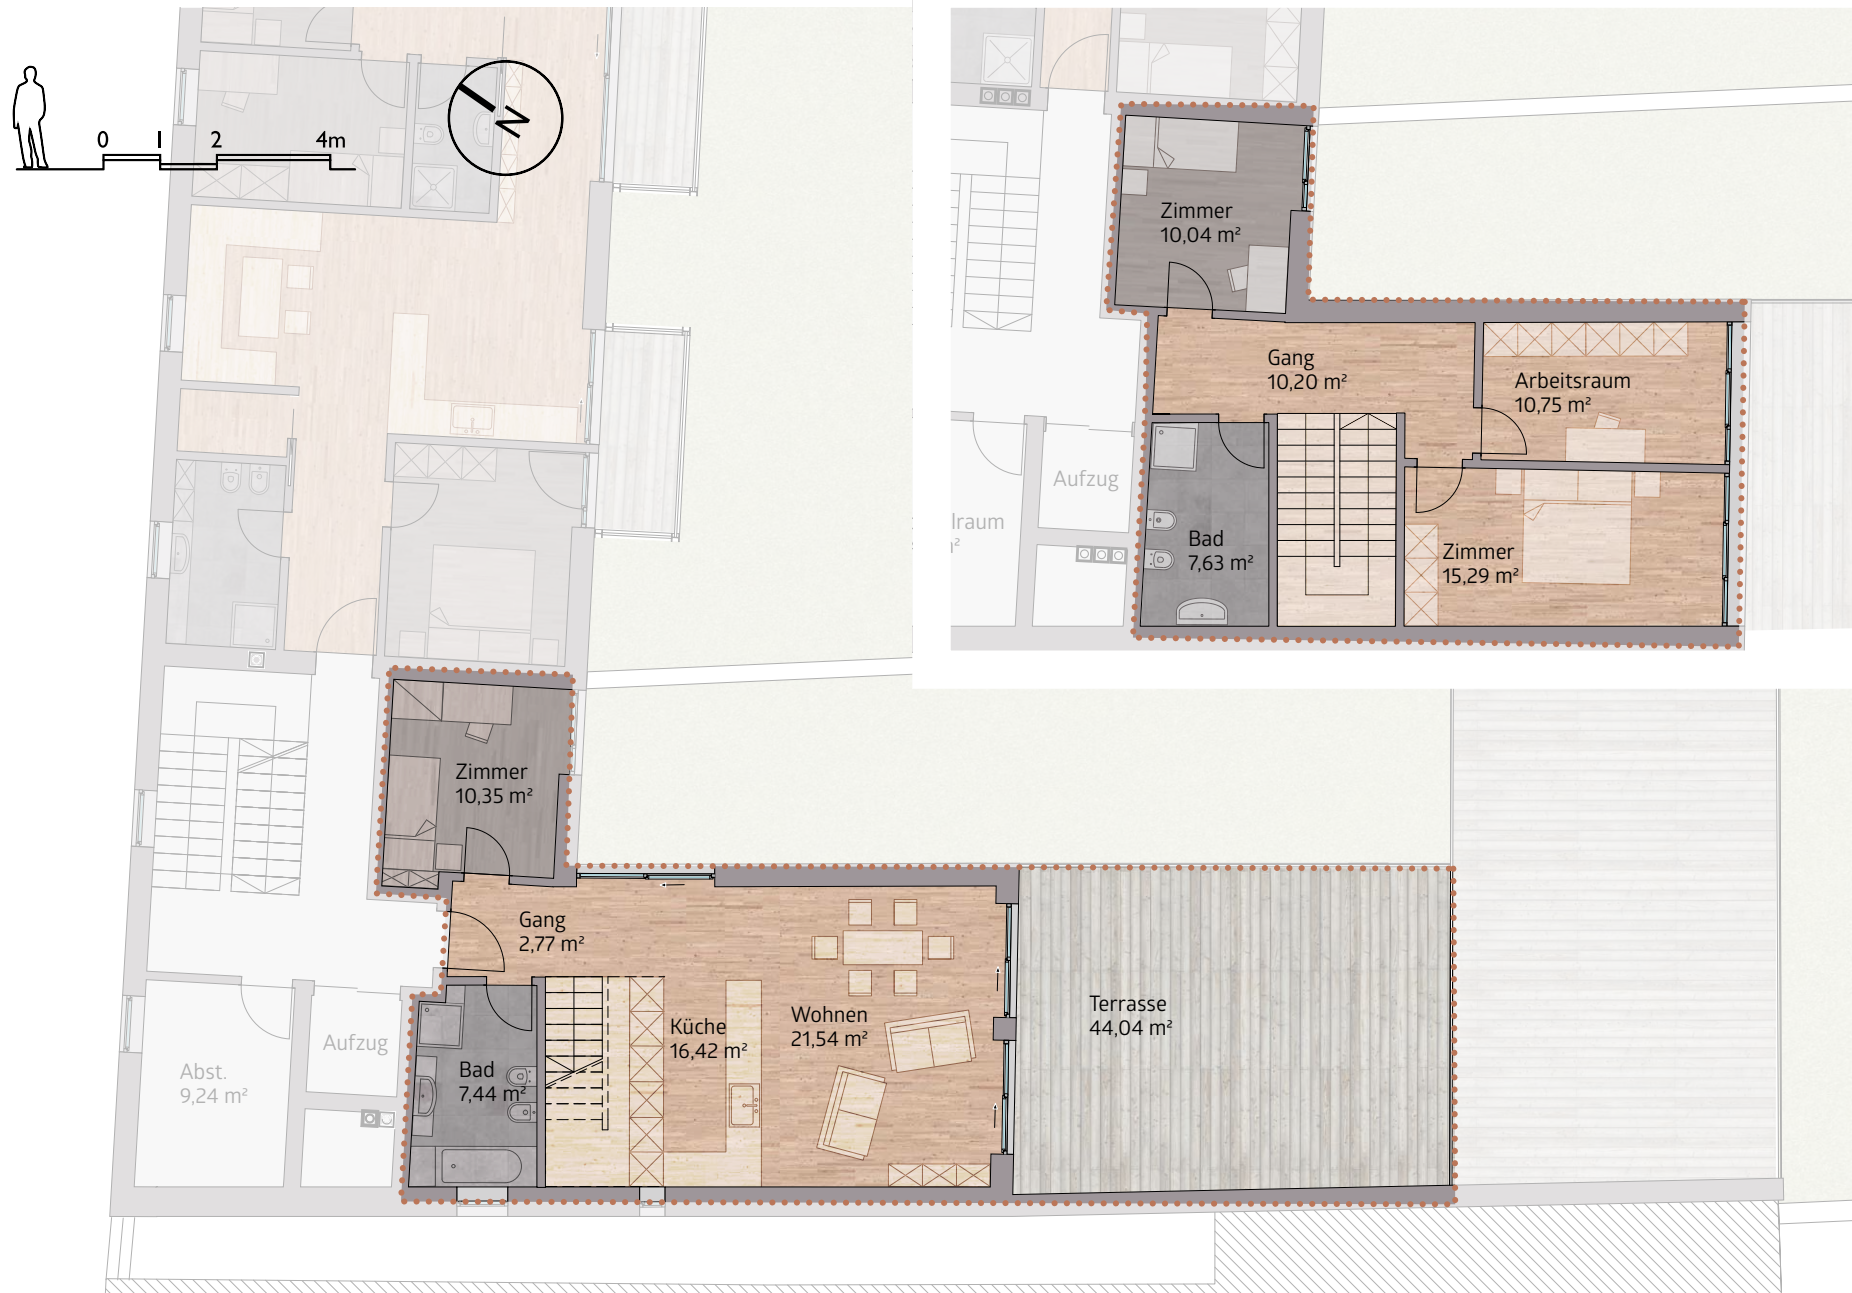 0 1 2 4m
N
Zimmer
10,04 m²
Gang
10,20 m²
Arbeitsraum
10,75 m²
Aufzug
lraum
m²
Bad
7,63 m²
Zimmer
15,29 m²
Zimmer
10,35 m²
Gang
2,77 m²
Küche
16,42 m²
Wohnen
21,54 m²
Terrasse
44,04 m²
Aufzug
Abst.
9,24 m²
Bad
7,44 m²